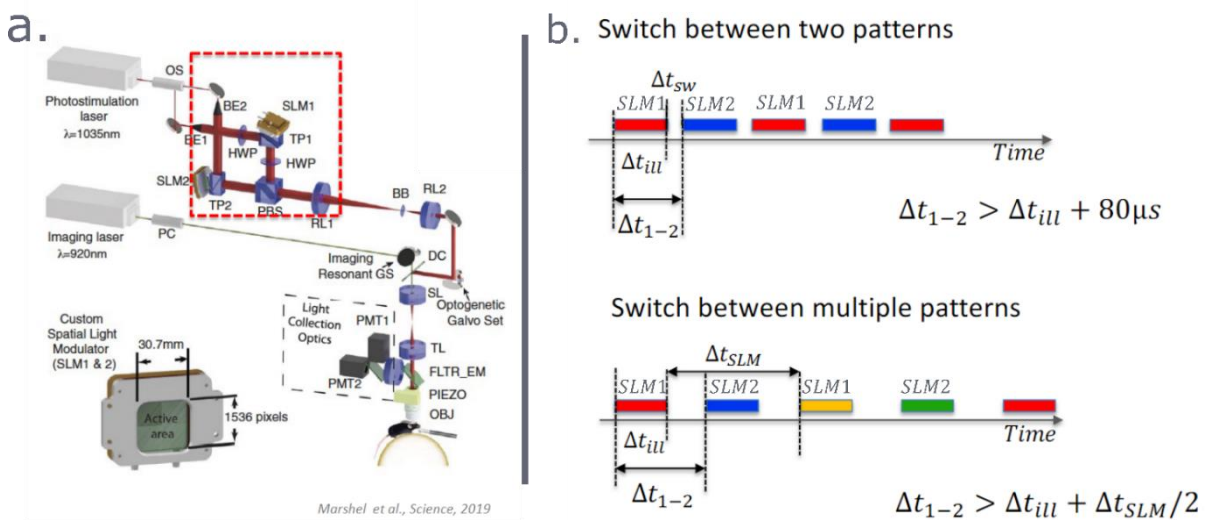 a.
OS
Photostimulation
laser
λ=1035nm
BE2
SLM1
BE1
TP1
HWP
HWP
SLM2
TP2
PBS
RL1
BB
RL2
Imaging laser
λ=920nm
PC
Imaging
Resonant GS
DC
SL
Optogenetic
Galvo Set
Light
Collection
Optics
PMT1
TL
PMT2
FLTR_EM
PIEZO
OBJ
Custom
Spatial Light
Modulator
(SLM1 & 2)
30.7mm
Active
area
1536 pixels
Marshel et al., Science, 2019
b. Switch between two patterns
Δt_sw
SLM1 SLM2 SLM1 SLM2
Time
Δt_ill
Δt_1-2
Δt_1-2 > Δt_ill + 80μs
Switch between multiple patterns
Δt_SLM
SLM1 SLM2 SLM1 SLM2
Time
Δt_ill
Δt_1-2
Δt_1-2 > Δt_ill + Δt_SLM/2